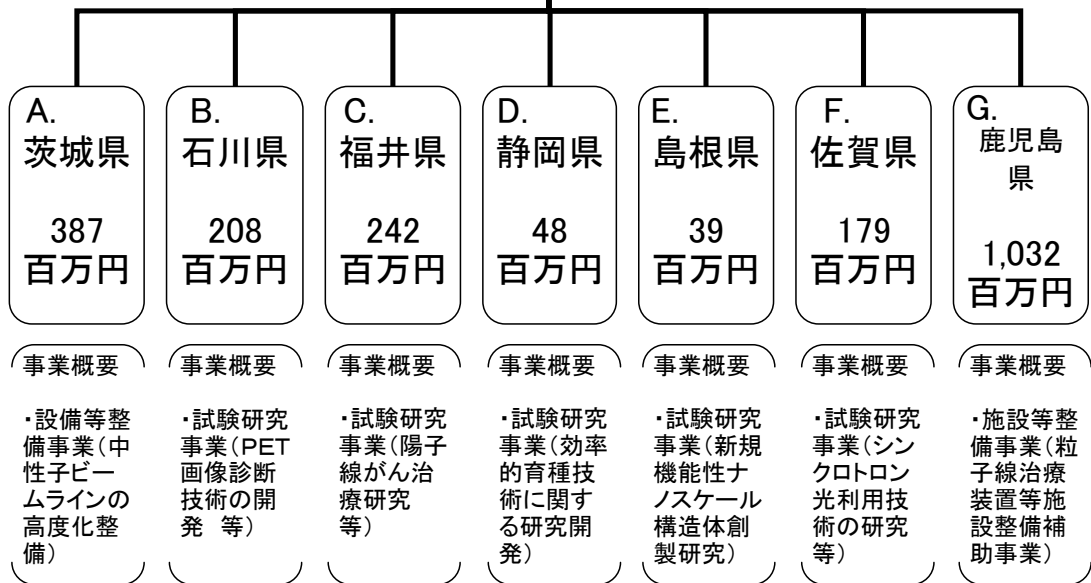 A.
茨城県
387
百万円
B.
石川県
208
百万円
C.
福井県
242
百万円
D.
静岡県
48
百万円
E.
島根県
39
百万円
F.
佐賀県
179
百万円
G.
鹿児島
県
1,032
百万円
事業概要
・設備等整
備事業(中
性子ビー
ムラインの
高度化整
備)
事業概要
・試験研究
事業(PET
画像診断
技術の開
発 等)
事業概要
・試験研究
事業(陽子
線がん治
療研究
等)
事業概要
・試験研究
事業(効率
的育種技
術に関す
る研究開
発)
事業概要
・試験研究
事業(新規
機能性ナ
ノスケール
構造体創
製研究)
事業概要
・試験研究
事業(シン
クロトロン
光利用技
術の研究
等)
事業概要
・施設等整
備事業(粒
子線治療
装置等施
設整備補
助事業)